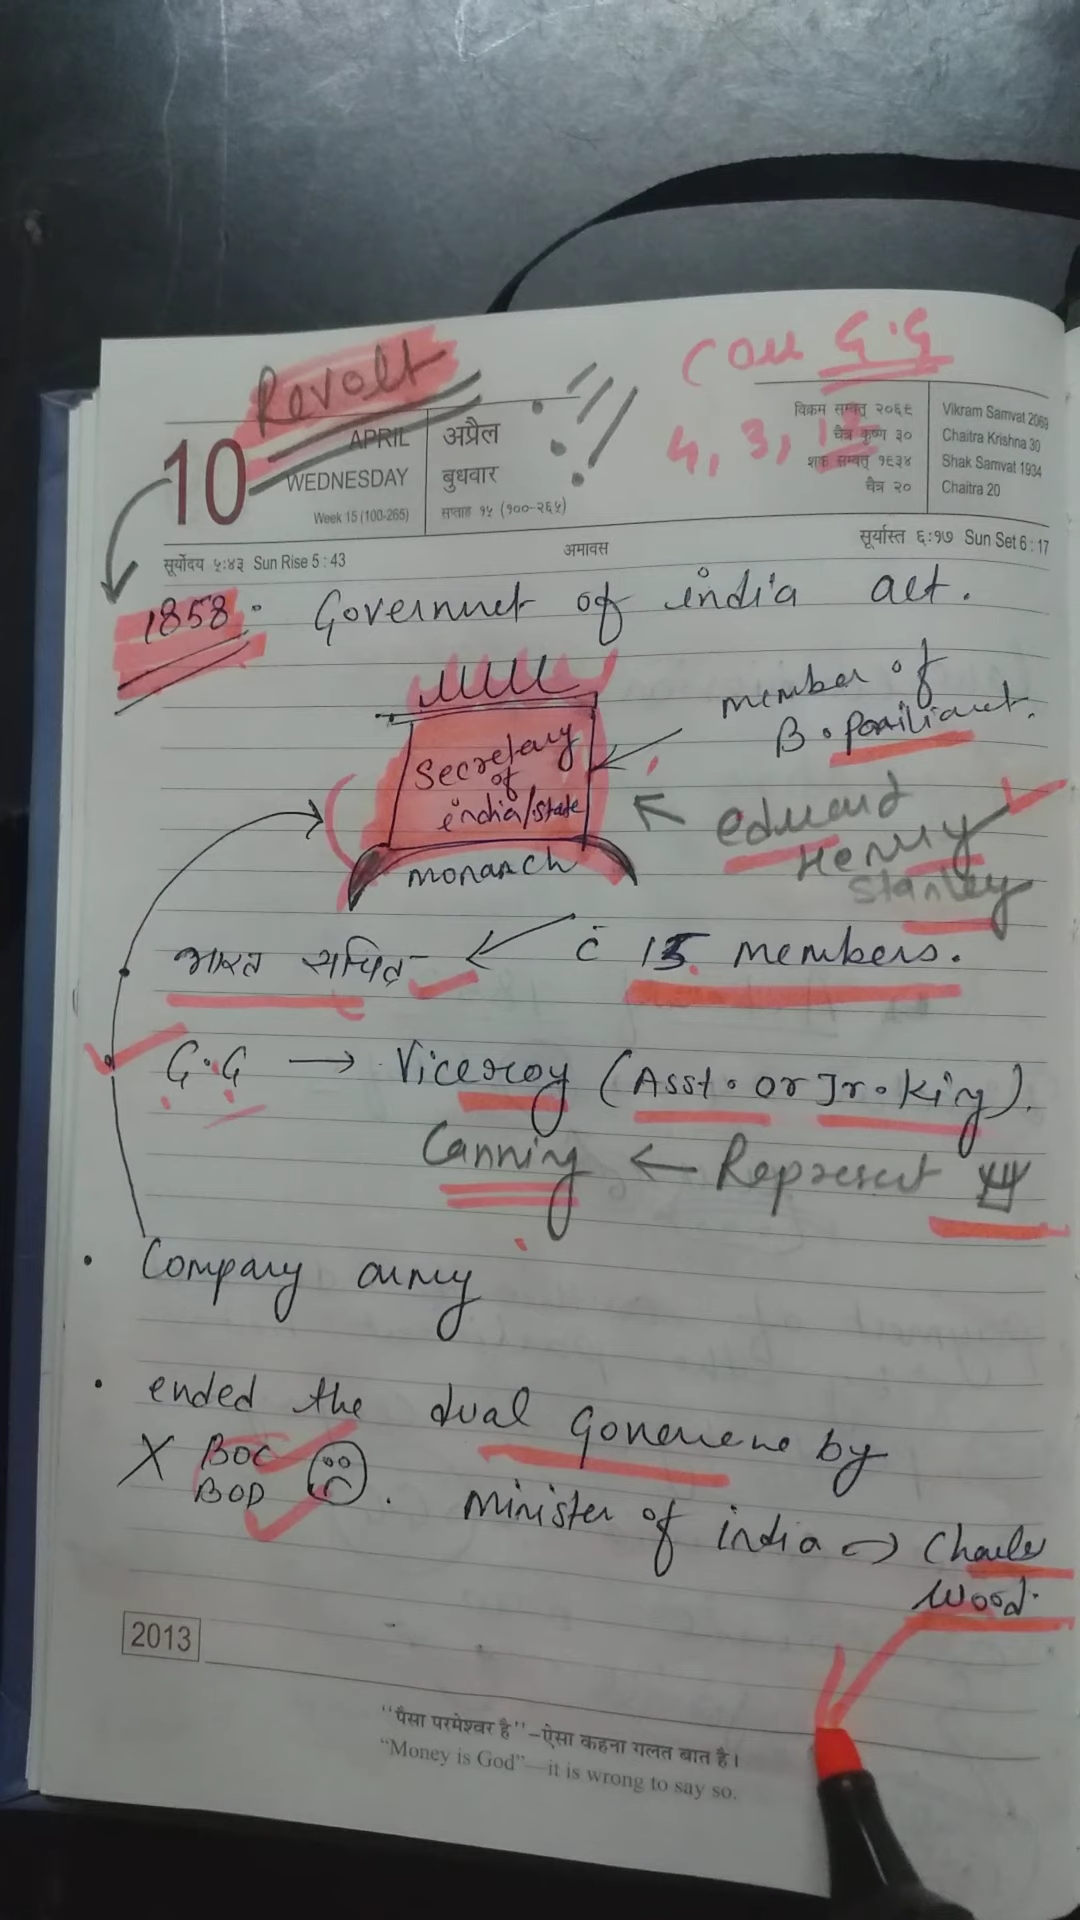 Revolt
Coun G.G
4, 3, 12
10
APRIL
WEDNESDAY
Week 15 (100-265)
अप्रैल
बुधवार
सप्ताह १५ (१००-२६५)
विक्रम सम्वत् २०६९
चैत्र कृष्ण ३०
शक सम्वत् १९३४
चैत्र २०
Vikram Samvat 2069
Chaitra Krishna 30
Shak Samvat 1934
Chaitra 20
सूर्योदय ५:४३ Sun Rise 5 : 43
अमावस
सूर्यास्त ६:१७ Sun Set 6 : 17
1858: Governmet of india act.
member of
B. parliament.
Secretary
of
india/state
monarch
edward
Henry
Stanley
भारत सचिव
c 15 members.
G.G → Viceroy (Asst. or Jr. King).
Canning ← Represent
• Company army
• ended the dual by
X BOC
BOD
minister of india → Charles
wood.
2013
"पैसा परमेश्वर है"–ऐसा कहना गलत बात है।
"Money is God"—it is wrong to say so.